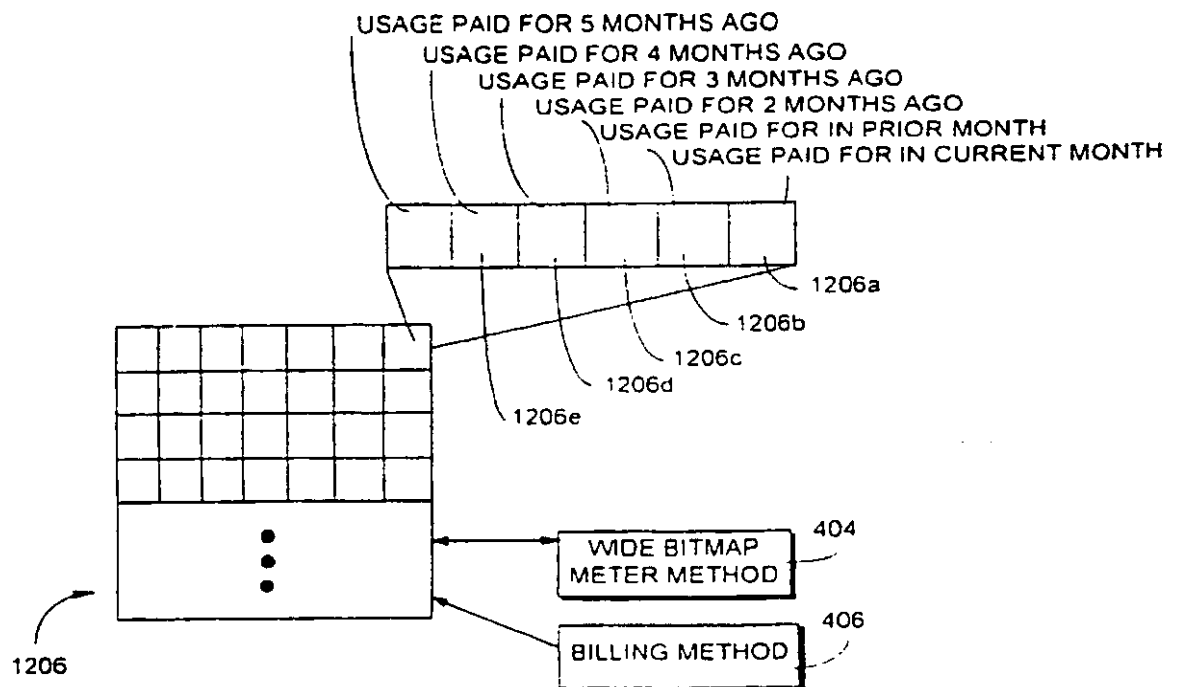 USAGE PAID FOR 5 MONTHS AGO
USAGE PAID FOR 4 MONTHS AGO
USAGE PAID FOR 3 MONTHS AGO
USAGE PAID FOR 2 MONTHS AGO
USAGE PAID FOR IN PRIOR MONTH
USAGE PAID FOR IN CURRENT MONTH
1206a
1206b
1206c
1206d
1206e
404
WIDE BITMAP
METER METHOD
406
BILLING METHOD
1206